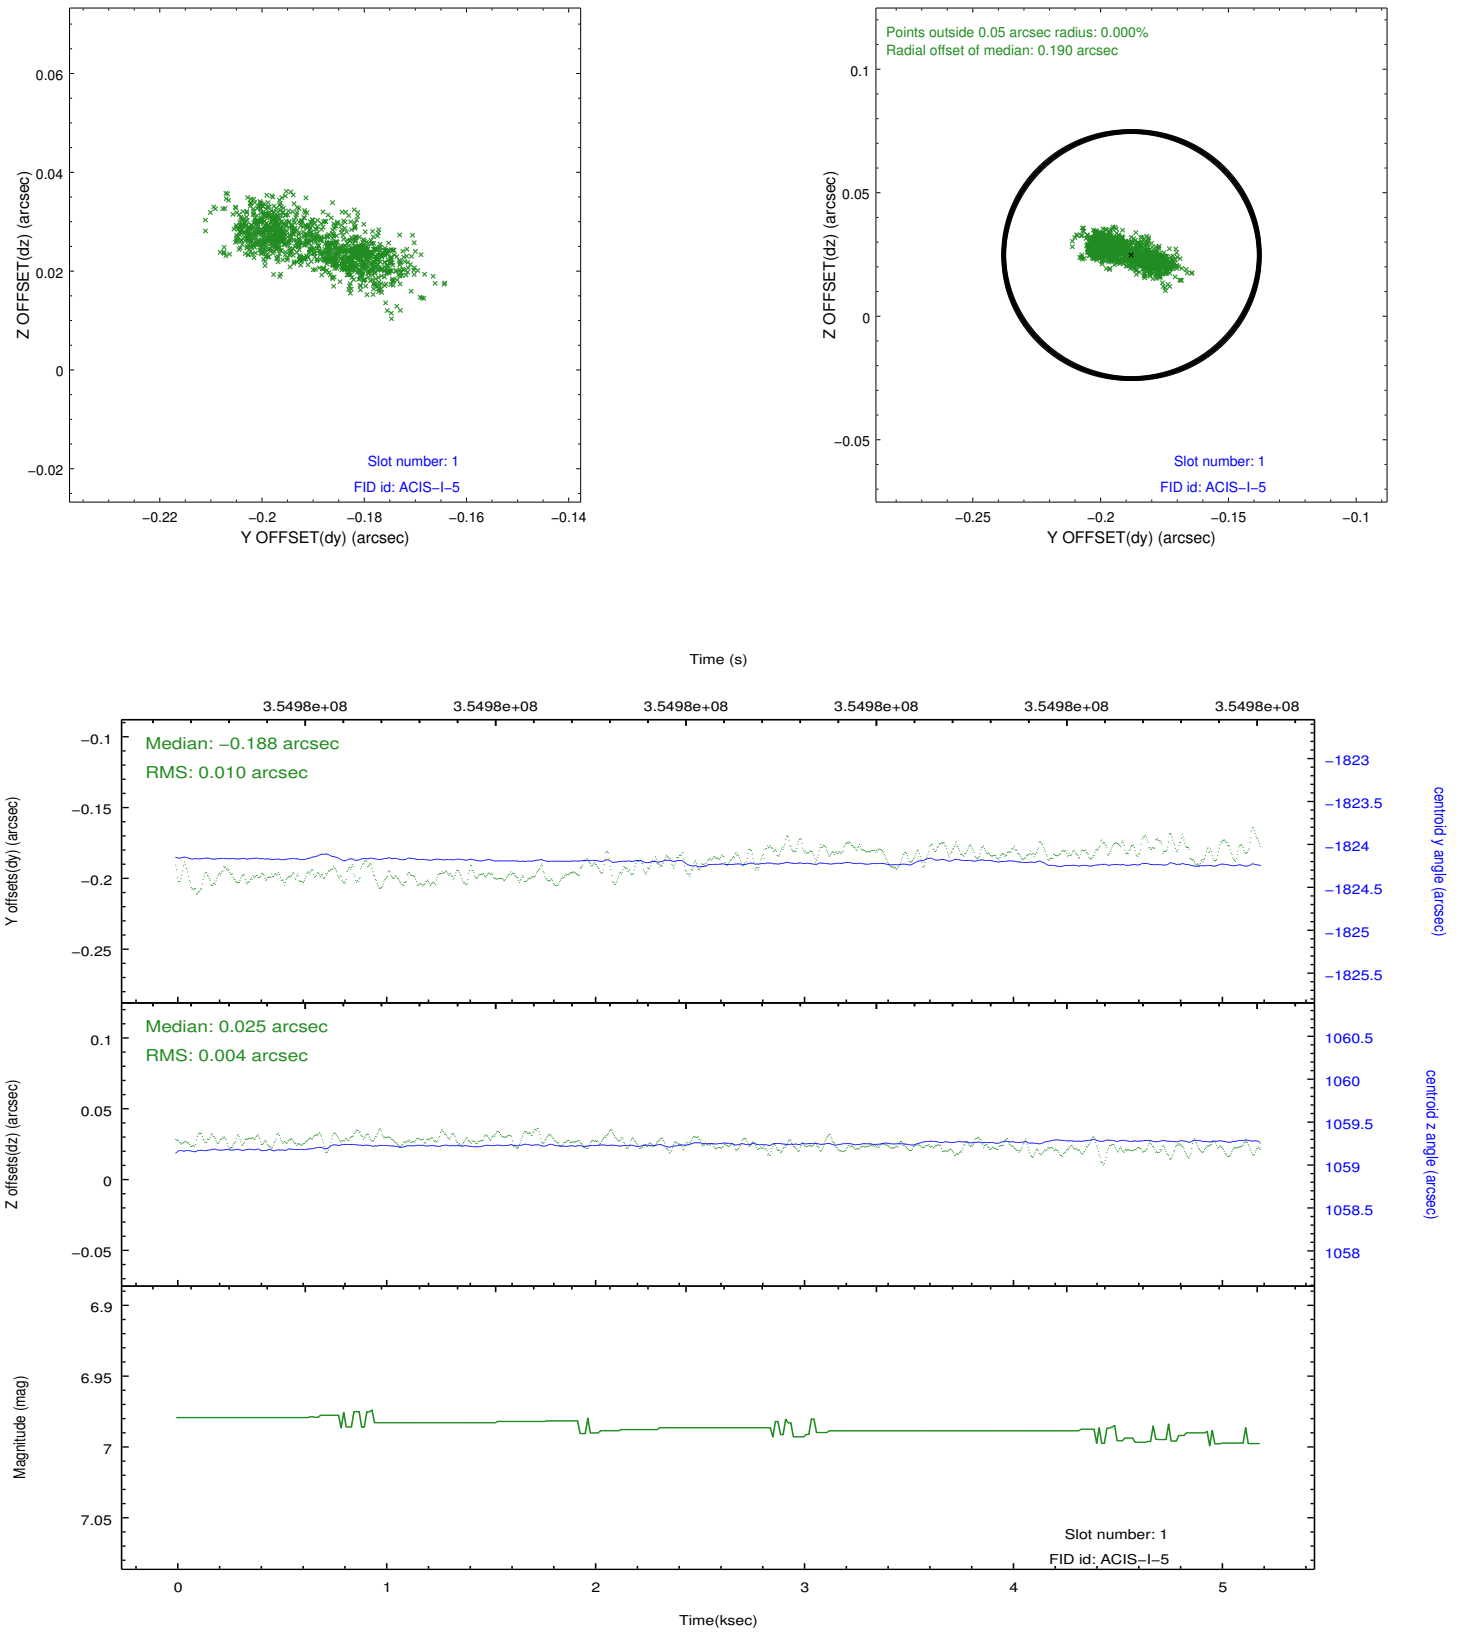 0.06
0.04
0.02
0
−0.02
Z OFFSET(dz) (arcsec)
Slot number: 1
FID id: ACIS−I−5
−0.22
−0.2
−0.18
−0.16
−0.14
Y OFFSET(dy) (arcsec)
Points outside 0.05 arcsec radius: 0.000%
Radial offset of median: 0.190 arcsec
0.1
0.05
0
−0.05
Z OFFSET(dz) (arcsec)
Slot number: 1
FID id: ACIS−I−5
−0.25
−0.2
−0.15
−0.1
Y OFFSET(dy) (arcsec)
Time (s)
3.5498e+08
3.5498e+08
3.5498e+08
3.5498e+08
3.5498e+08
3.5498e+08
Median: −0.188 arcsec
RMS: 0.010 arcsec
−0.1
−0.15
−0.2
−0.25
Y offsets(dy) (arcsec)
−1823
−1823.5
−1824
−1824.5
−1825
−1825.5
centroid y angle (arcsec)
Median: 0.025 arcsec
RMS: 0.004 arcsec
0.1
0.05
0
−0.05
Z offsets(dz) (arcsec)
1060.5
1060
1059.5
1059
1058.5
1058
centroid z angle (arcsec)
6.9
6.95
7
7.05
Magnitude (mag)
Slot number: 1
FID id: ACIS−I−5
0
1
2
3
4
5
Time(ksec)